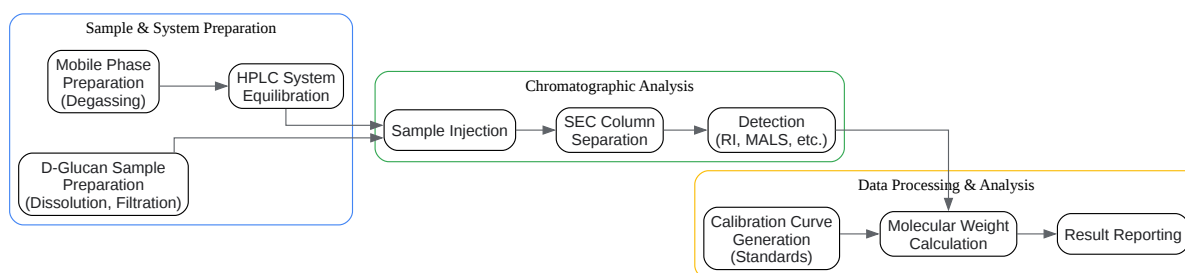 Sample & System Preparation
Mobile Phase
Preparation
(Degassing)
HPLC System
Equilibration
D-Glucan Sample
Preparation
(Dissolution, Filtration)
Chromatographic Analysis
Sample Injection
SEC Column
Separation
Detection
(RI, MALS, etc.)
Data Processing & Analysis
Calibration Curve
Generation
(Standards)
Molecular Weight
Calculation
Result Reporting